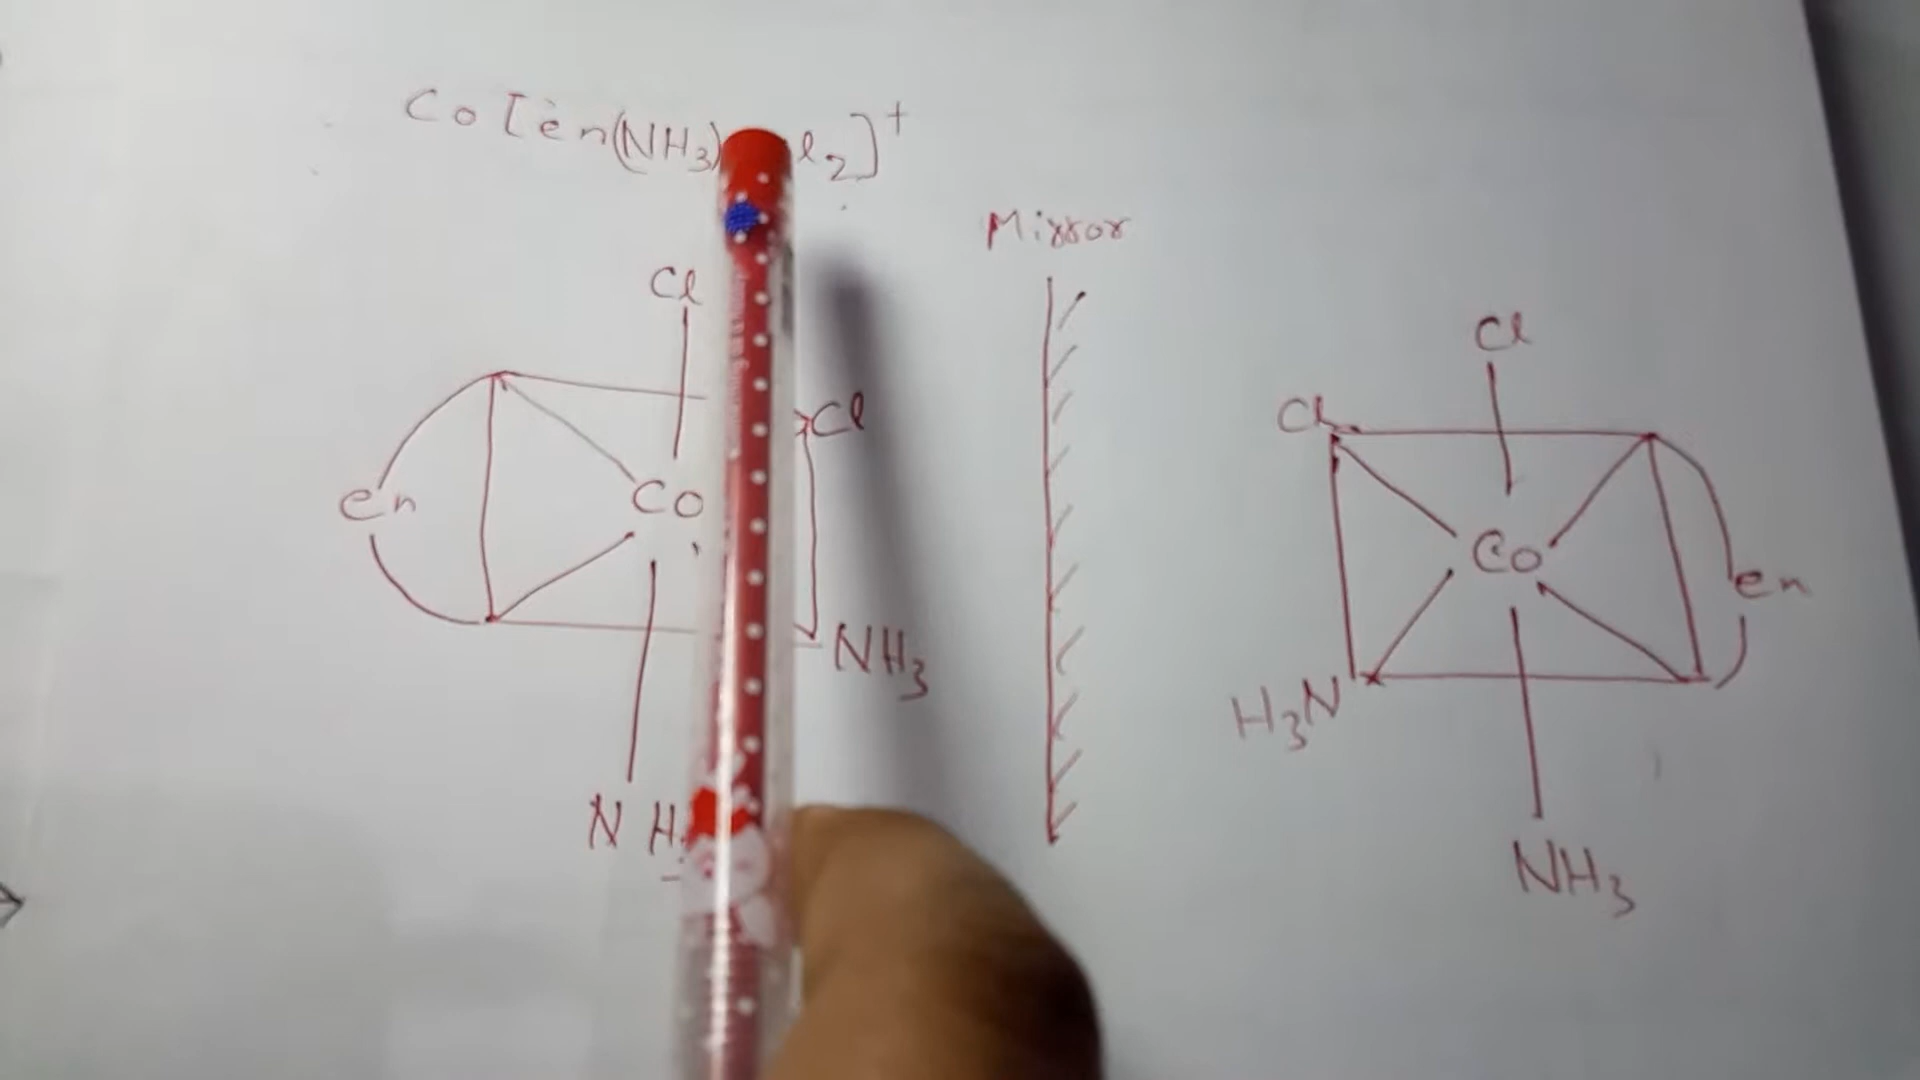 Co[en(NH3) l2]+
Mirror
Cl
Cl
en
Co
NH3
NH
Cl
Cl
Co
en
H3N
NH3